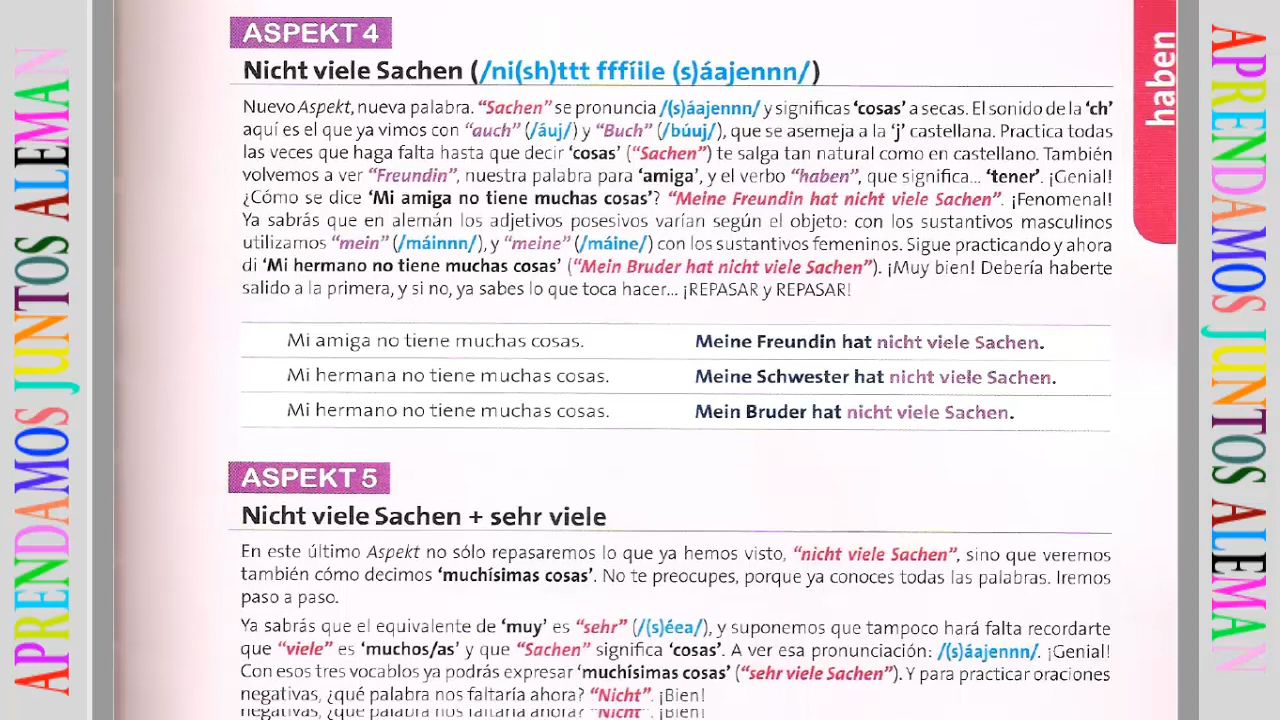 APRENDAMOS JUNTOS ALEMAN
ASPEKT 4
Nicht viele Sachen (/ni(sh)ttt fffíile (s)áajennn/)
Nuevo Aspekt, nueva palabra “Sachen” se pronuncia /(s)áajennn/ y significas ‘cosas’ a secas. El sonido de la ‘ch’
aquí es el que ya vimos con “auch” (/áuj/) y “Buch” (/búuj/), que se asemeja a la ‘j’ castellana. Practica todas
las veces que haga falta hasta que decir ‘cosas’ (“Sachen”) te salga tan natural como en castellano. También
volvemos a ver “Freundin”, nuestra palabra para ‘amiga’, y el verbo “haben”, que significa... ‘tener’. ¡Genial!
¿Cómo se dice ‘Mi amiga no tiene muchas cosas’? “Meine Freundin hat nicht viele Sachen”. ¡Fenomenal!
Ya sabrás que en alemán los adjetivos posesivos varían según el objeto: con los sustantivos masculinos
utilizamos “mein” (/máinnn/), y “meine” (/máine/) con los sustantivos femeninos. Sigue practicando y ahora
di ‘Mi hermano no tiene muchas cosas’ (“Mein Bruder hat nicht viele Sachen”). ¡Muy bien! Debería haberte
salido a la primera, y si no, ya sabes lo que toca hacer... ¡REPASAR y REPASAR!
Mi amiga no tiene muchas cosas. Meine Freundin hat nicht viele Sachen.
Mi hermana no tiene muchas cosas. Meine Schwester hat nicht viele Sachen.
Mi hermano no tiene muchas cosas. Mein Bruder hat nicht viele Sachen.
ASPEKT 5
Nicht viele Sachen + sehr viele
En este último Aspekt no sólo repasaremos lo que ya hemos visto, “nicht viele Sachen”, sino que veremos
también cómo decimos ‘muchísimas cosas’. No te preocupes, porque ya conoces todas las palabras. Iremos
paso a paso.
Ya sabrás que el equivalente de ‘muy’ es “sehr” (/(s)éea/), y suponemos que tampoco hará falta recordarte
que “viele” es ‘muchos/as’ y que “Sachen” significa ‘cosas’. A ver esa pronunciación: /(s)áajennn/. ¡Genial!
Con esos tres vocablos ya podrás expresar ‘muchísimas cosas’ (“sehr viele Sachen”). Y para practicar oraciones
negativas, ¿qué palabra nos faltaría ahora? “Nicht”. ¡Bien!
negativas, ¿qué palabra nos faltaría ahora? “Nicht”. ¡Bien!
haben
APRENDAMOS JUNTOS ALEMAN